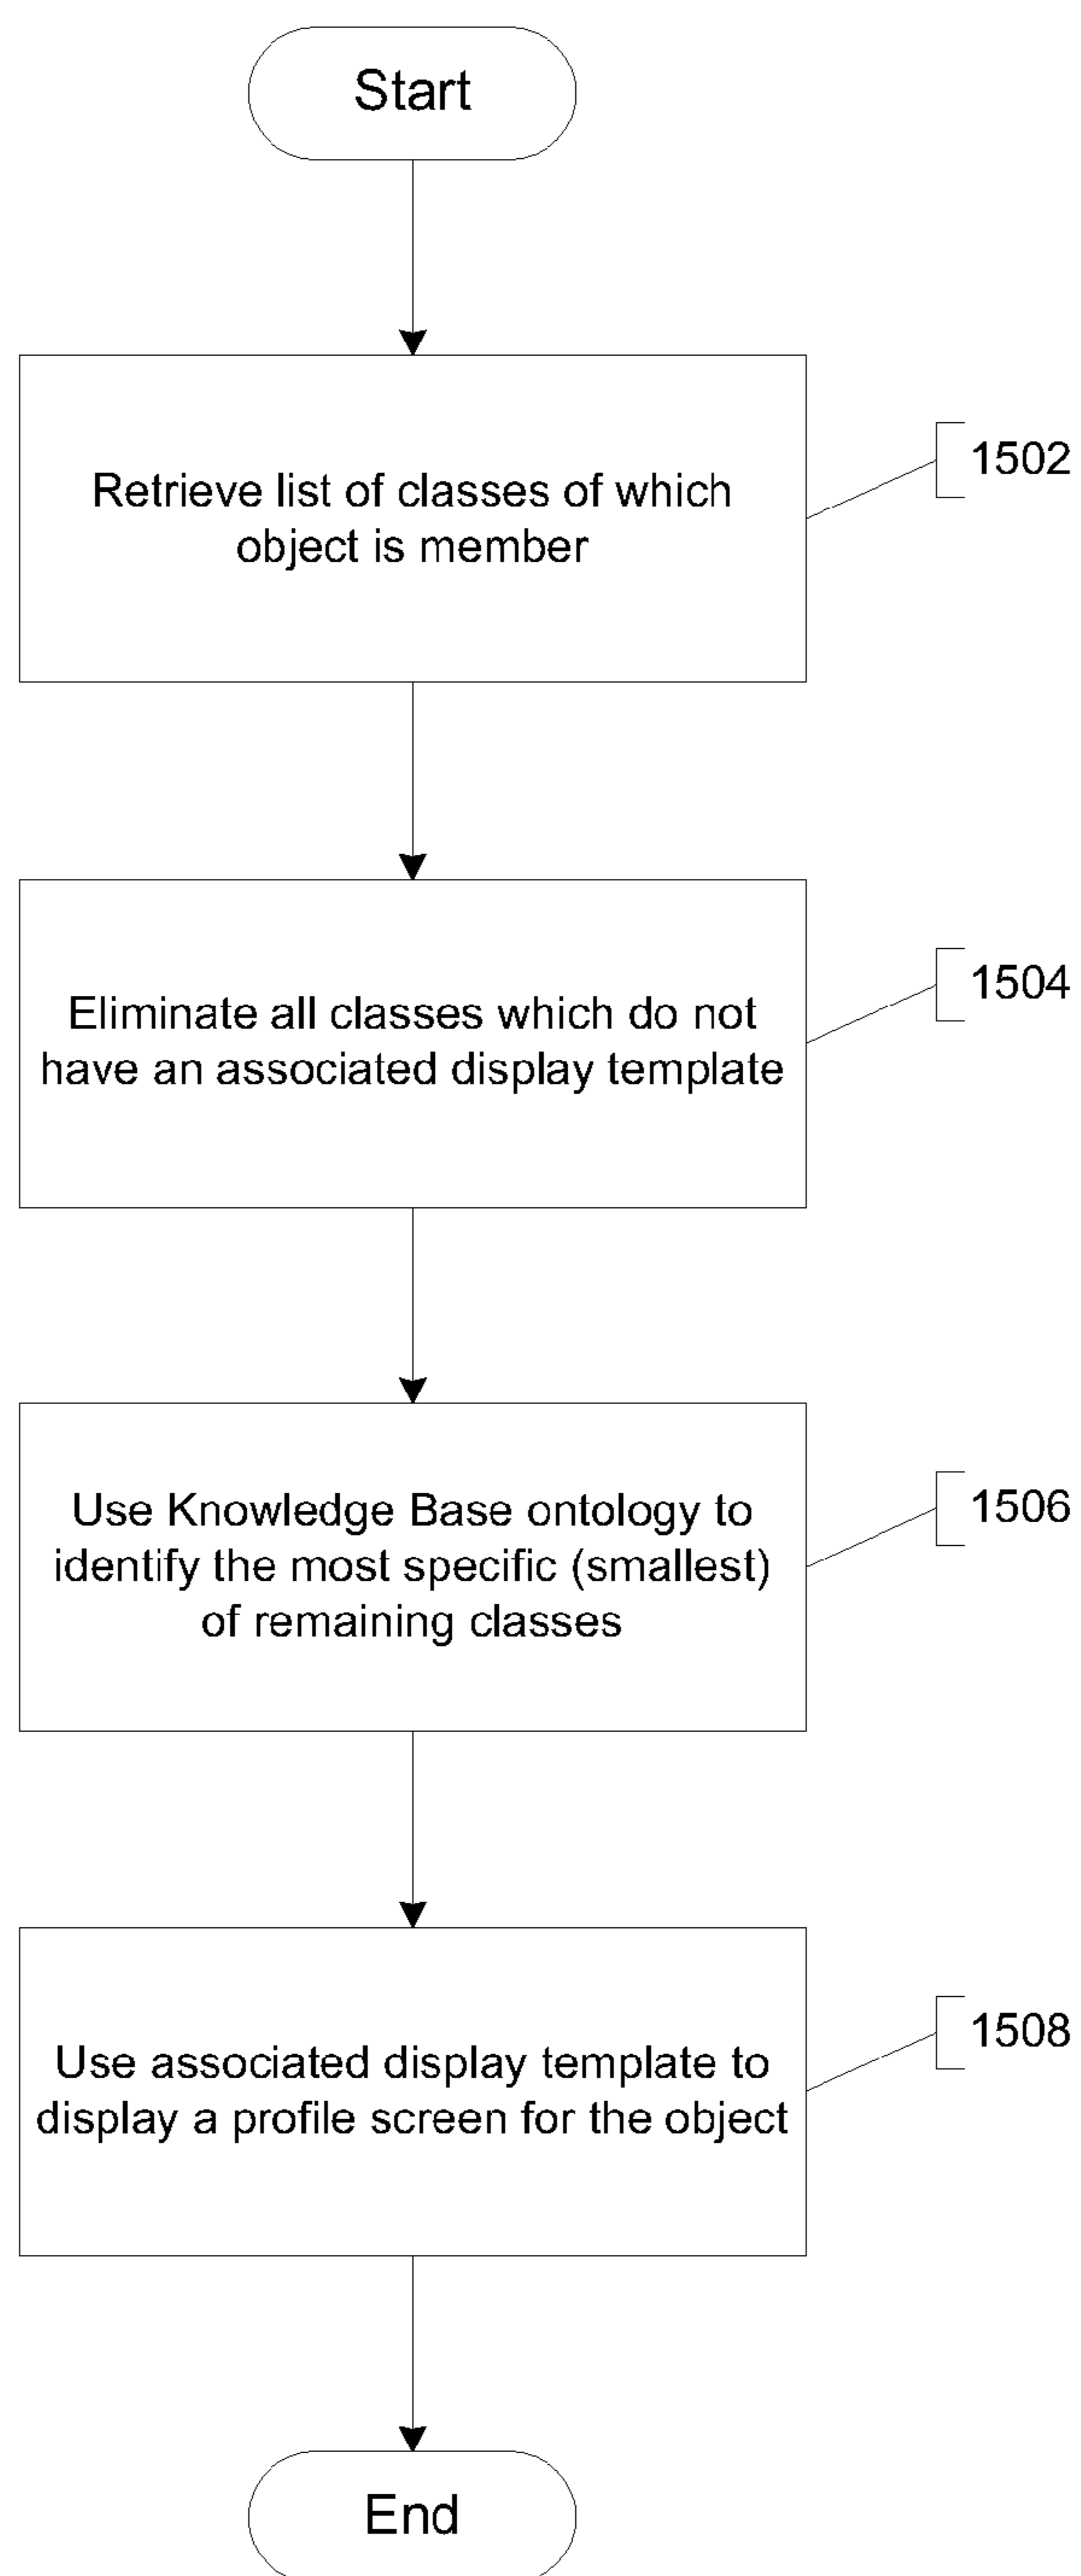 Start
Retrieve list of classes of which
object is member
1502
Eliminate all classes which do not
have an associated display template
1504
Use Knowledge Base ontology to
identify the most specific (smallest)
of remaining classes
1506
Use associated display template to
display a profile screen for the object
1508
End